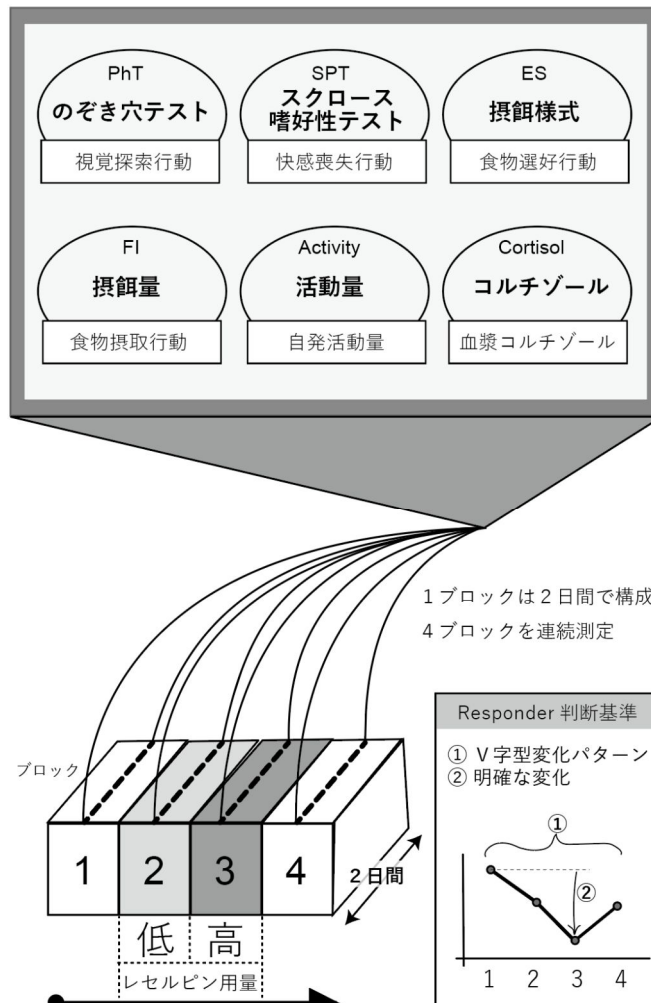 PhT
のぞき穴テスト
視覚探索行動
SPT
スクロース
嗜好性テスト
快感喪失行動
ES
摂餌様式
食物選好行動
FI
摂餌量
食物摂取行動
Activity
活動量
自発活動量
Cortisol
コルチゾール
血漿コルチゾール
1ブロックは2日間で構成
4ブロックを連続測定
ブロック
1 2 3 4
2日間
低 高
レセルピン用量
Responder 判断基準
① V字型変化パターン
② 明確な変化
①
②
1 2 3 4